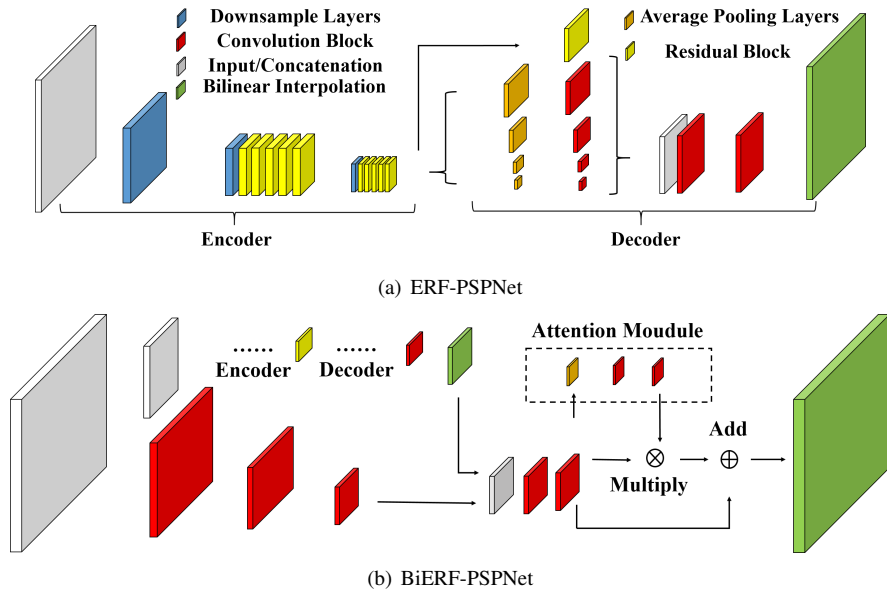 Downsample Layers
Convolution Block
Input/Concatenation
Bilinear Interpolation
Average Pooling Layers
Residual Block
Encoder
Decoder
(a) ERF-PSPNet
......
Encoder
......
Decoder
Attention Moudule
Multiply
Add
(b) BiERF-PSPNet